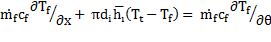 ṁ_f c_f ∂T_f/∂x + πd_i h̅_i(T_t − T_f) = ṁ_f c_f ∂T_f/∂θ